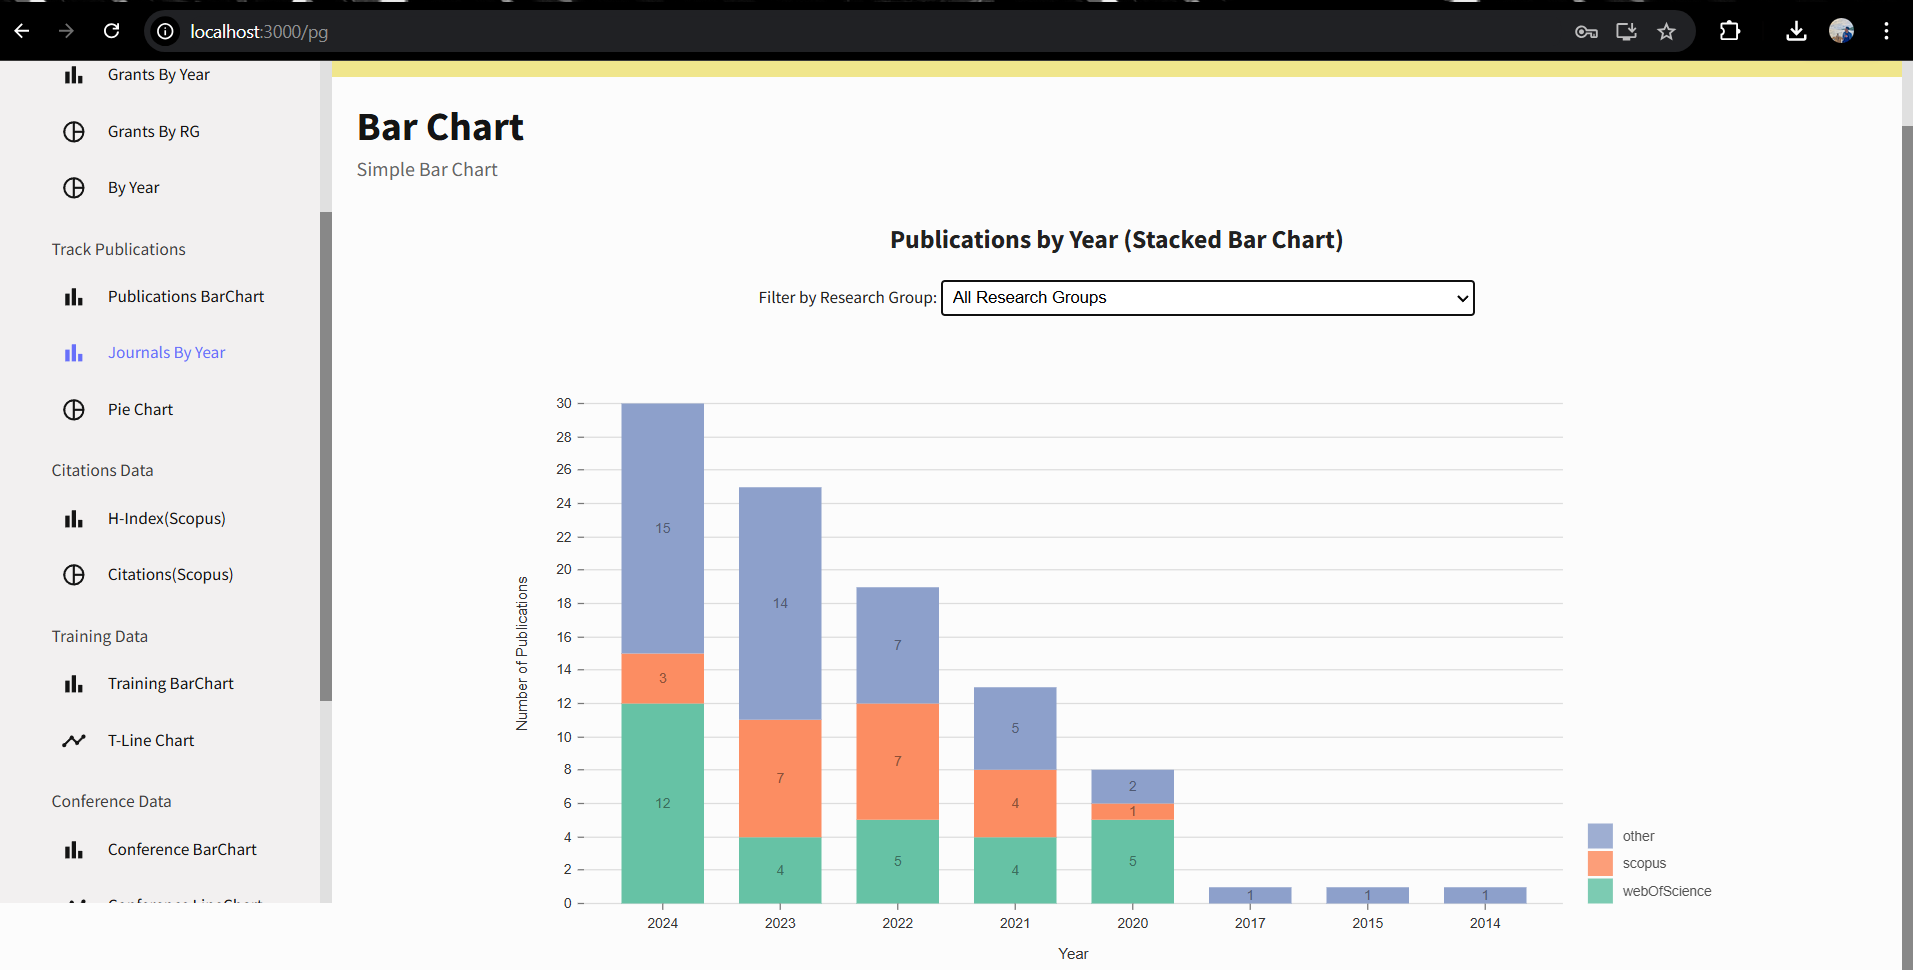 localhost:3000/pg
Grants By Year
Grants By RG
By Year
Track Publications
Publications BarChart
Journals By Year
Pie Chart
Citations Data
H-Index(Scopus)
Citations(Scopus)
Training Data
Training BarChart
T-Line Chart
Conference Data
Conference BarChart
Conference LineChart
Bar Chart
Simple Bar Chart
Publications by Year (Stacked Bar Chart)
Filter by Research Group: All Research Groups
Number of Publications
30
28
26
24
22
20
18
16
14
12
10
8
6
4
2
0
15
3
12
14
7
4
7
7
5
5
4
4
2
1
5
1
1
1
2024 2023 2022 2021 2020 2017 2015 2014
Year
other
scopus
webOfScience